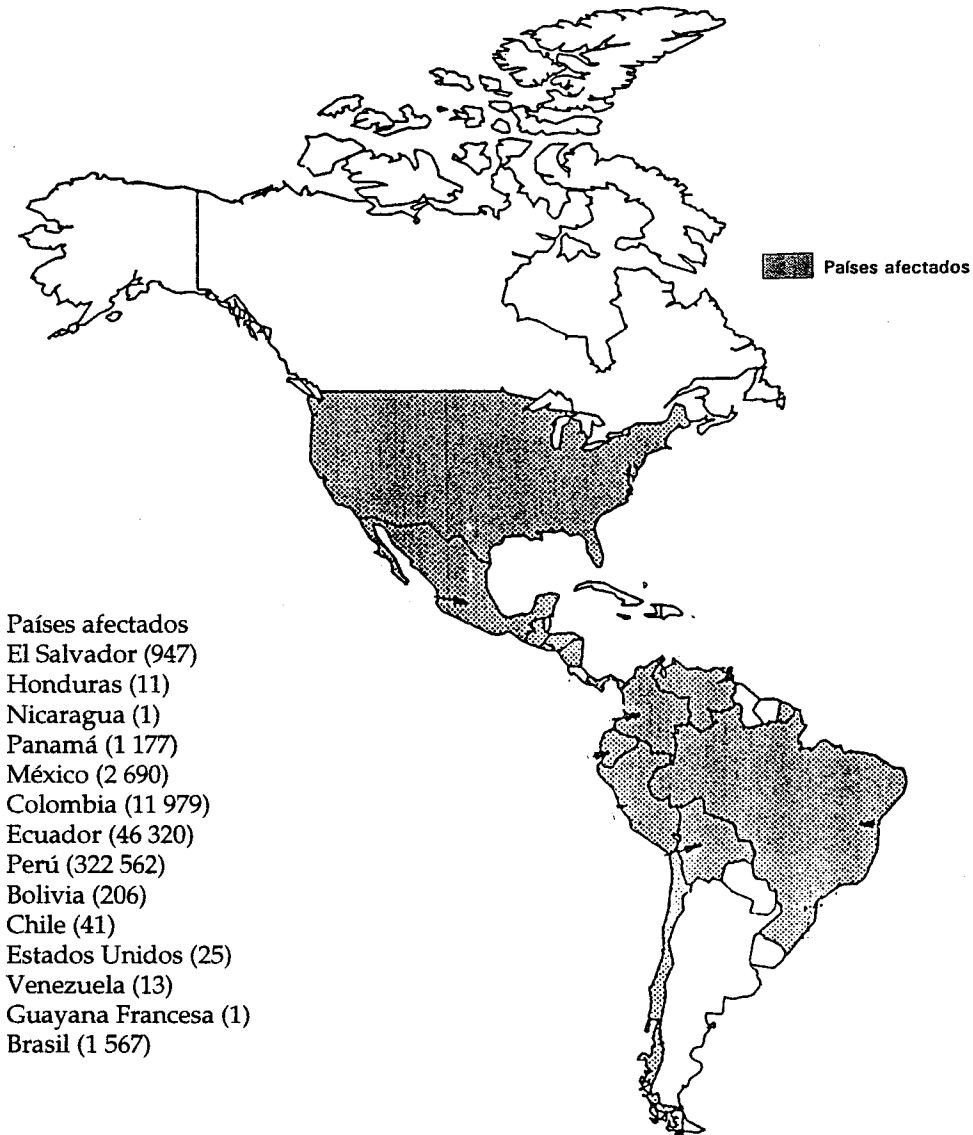 Países afectados
Países afectados
El Salvador (947)
Honduras (11)
Nicaragua (1)
Panamá (1 177)
México (2 690)
Colombia (11 979)
Ecuador (46 320)
Perú (322 562)
Bolivia (206)
Chile (41)
Estados Unidos (25)
Venezuela (13)
Guayana Francesa (1)
Brasil (1 567)